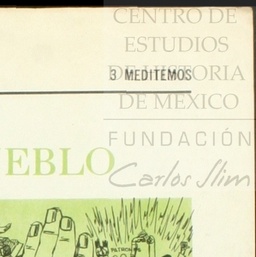 CENTRO DE
ESTUDIOS
3 MEDITEMOS
DE HISTORIA
DE MÉXICO
FUNDACIÓN
EBLO
Carlos Slim